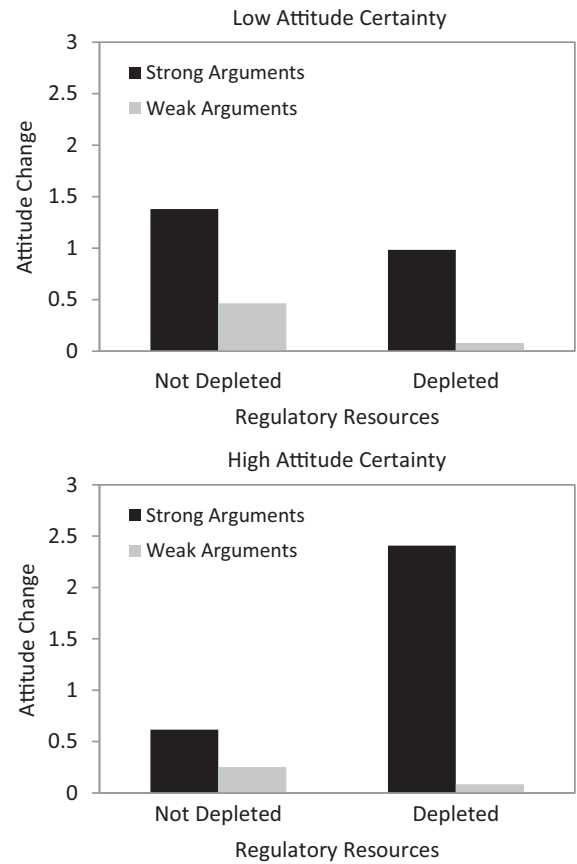 Low Attitude Certainty
3
2.5
2
1.5
1
0.5
0
Attitude Change
Strong Arguments
Weak Arguments
Not Depleted Depleted
Regulatory Resources
High Attitude Certainty
3
2.5
2
1.5
1
0.5
0
Attitude Change
Strong Arguments
Weak Arguments
Not Depleted Depleted
Regulatory Resources